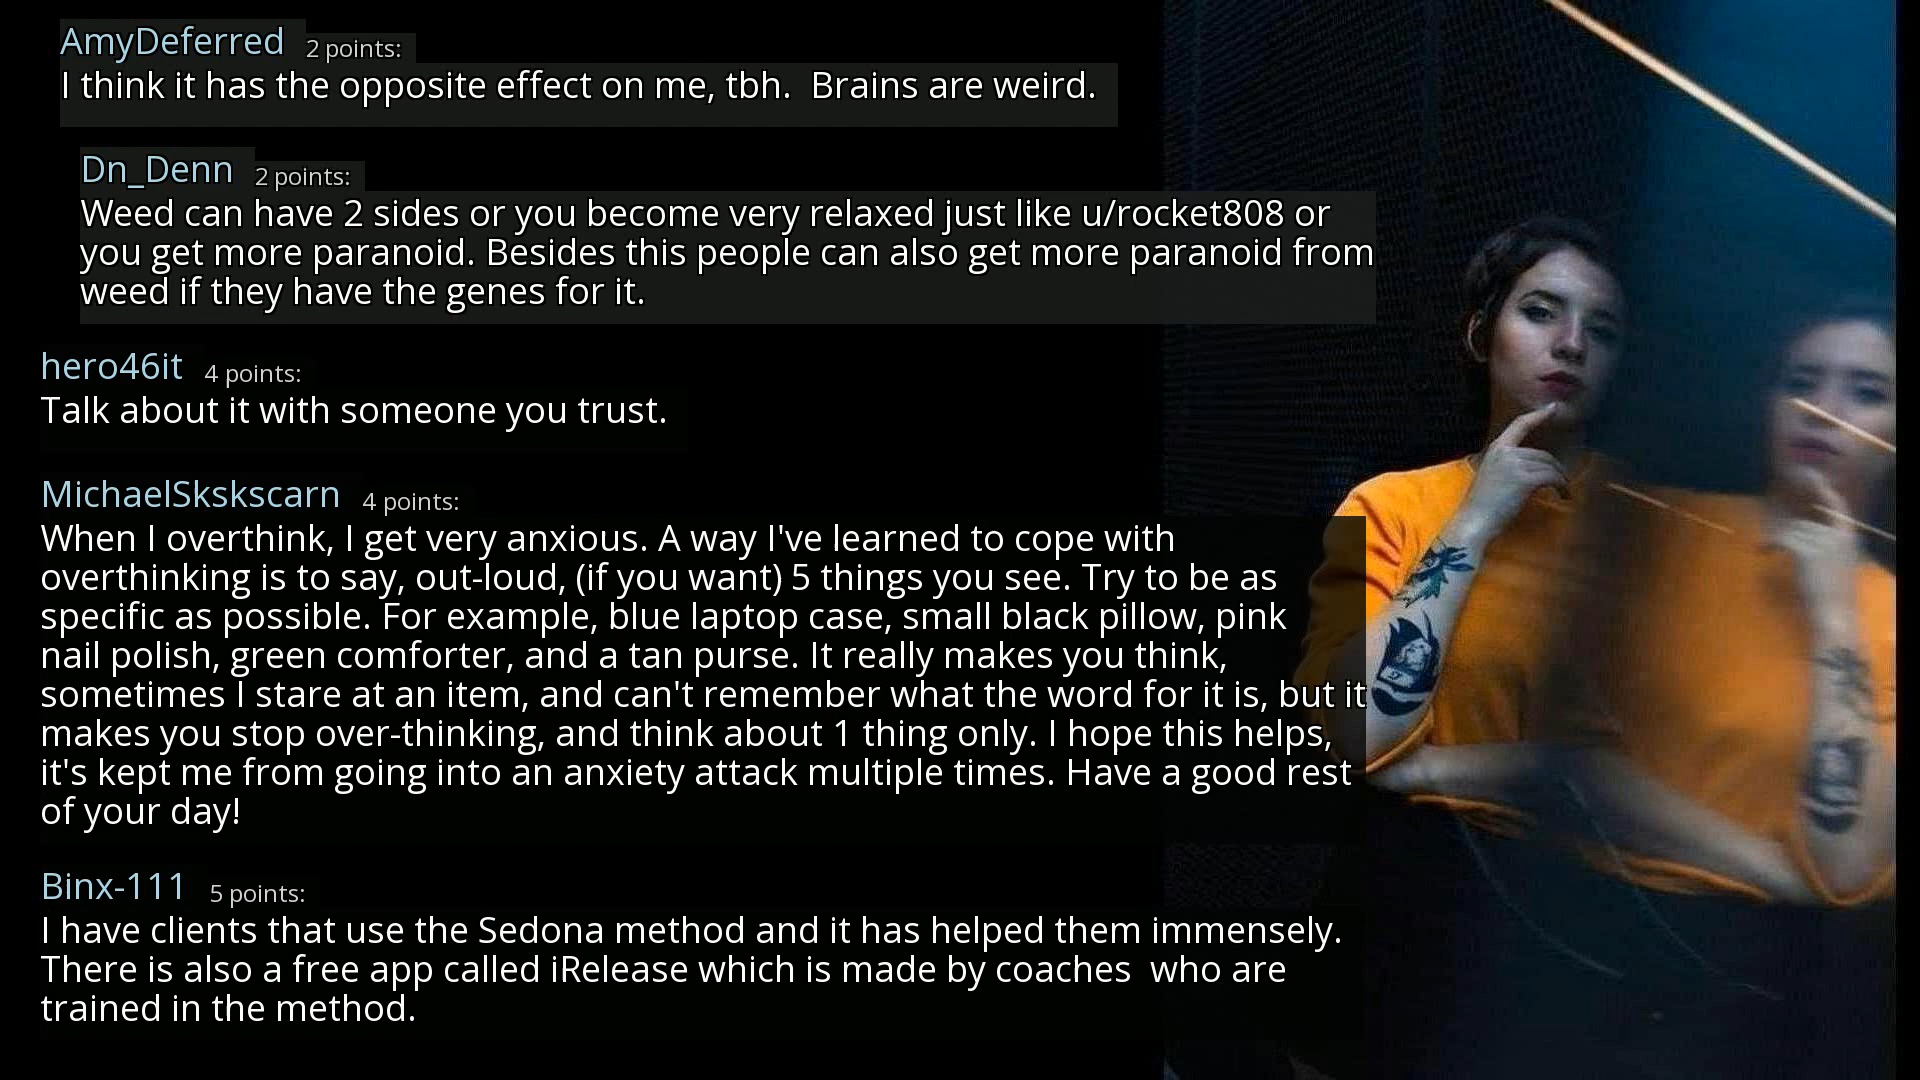 AmyDeferred 2 points:
I think it has the opposite effect on me, tbh.  Brains are weird.
Dn_Denn 2 points:
Weed can have 2 sides or you become very relaxed just like u/rocket808 or
you get more paranoid. Besides this people can also get more paranoid from
weed if they have the genes for it.
hero46it 4 points:
Talk about it with someone you trust.
MichaelSkskscarn 4 points:
When I overthink, I get very anxious. A way I've learned to cope with
overthinking is to say, out-loud, (if you want) 5 things you see. Try to be as
specific as possible. For example, blue laptop case, small black pillow, pink
nail polish, green comforter, and a tan purse. It really makes you think,
sometimes I stare at an item, and can't remember what the word for it is, but it
makes you stop over-thinking, and think about 1 thing only. I hope this helps,
it's kept me from going into an anxiety attack multiple times. Have a good rest
of your day!
Binx-111 5 points:
I have clients that use the Sedona method and it has helped them immensely.
There is also a free app called iRelease which is made by coaches  who are
trained in the method.